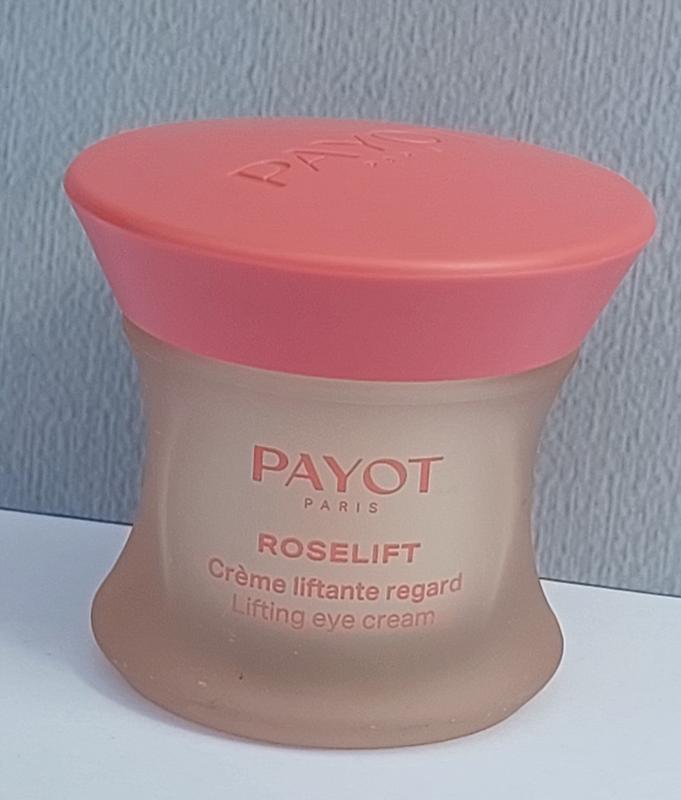 PAYOT
PAYOT
PARIS
ROSELIFT
Crème liftante regard
Lifting eye cream